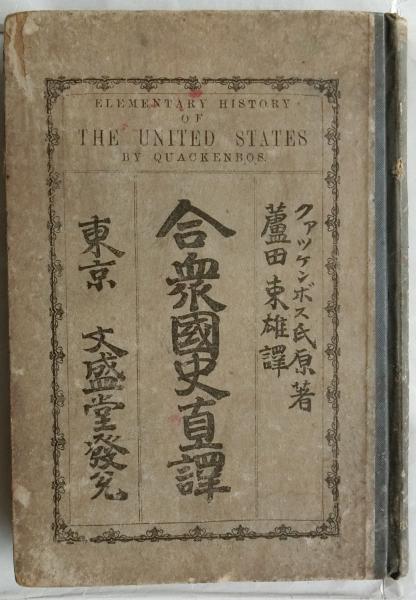 ELEMENTARY HISTORY
OF
THE UNITED STATES
BY QUACKENBOS.
クァツケンボス氏原著
蘆田束雄譯
合衆國史直譯
東京 文盛堂發兌